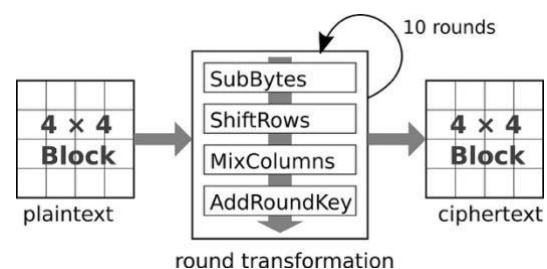 10 rounds
SubBytes
ShiftRows
MixColumns
AddRoundKey
4 × 4
Block
plaintext
4 × 4
Block
ciphertext
round transformation